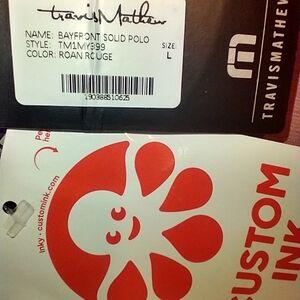 TravisMathew
NAME: BAYFRONT SOLID POLO
STYLE: TM1MY399
COLOR: ROAN ROUGE
SIZE:
L
190388510625
TRAVISMATHEW
Inky • customink.com
CUSTOM
INK